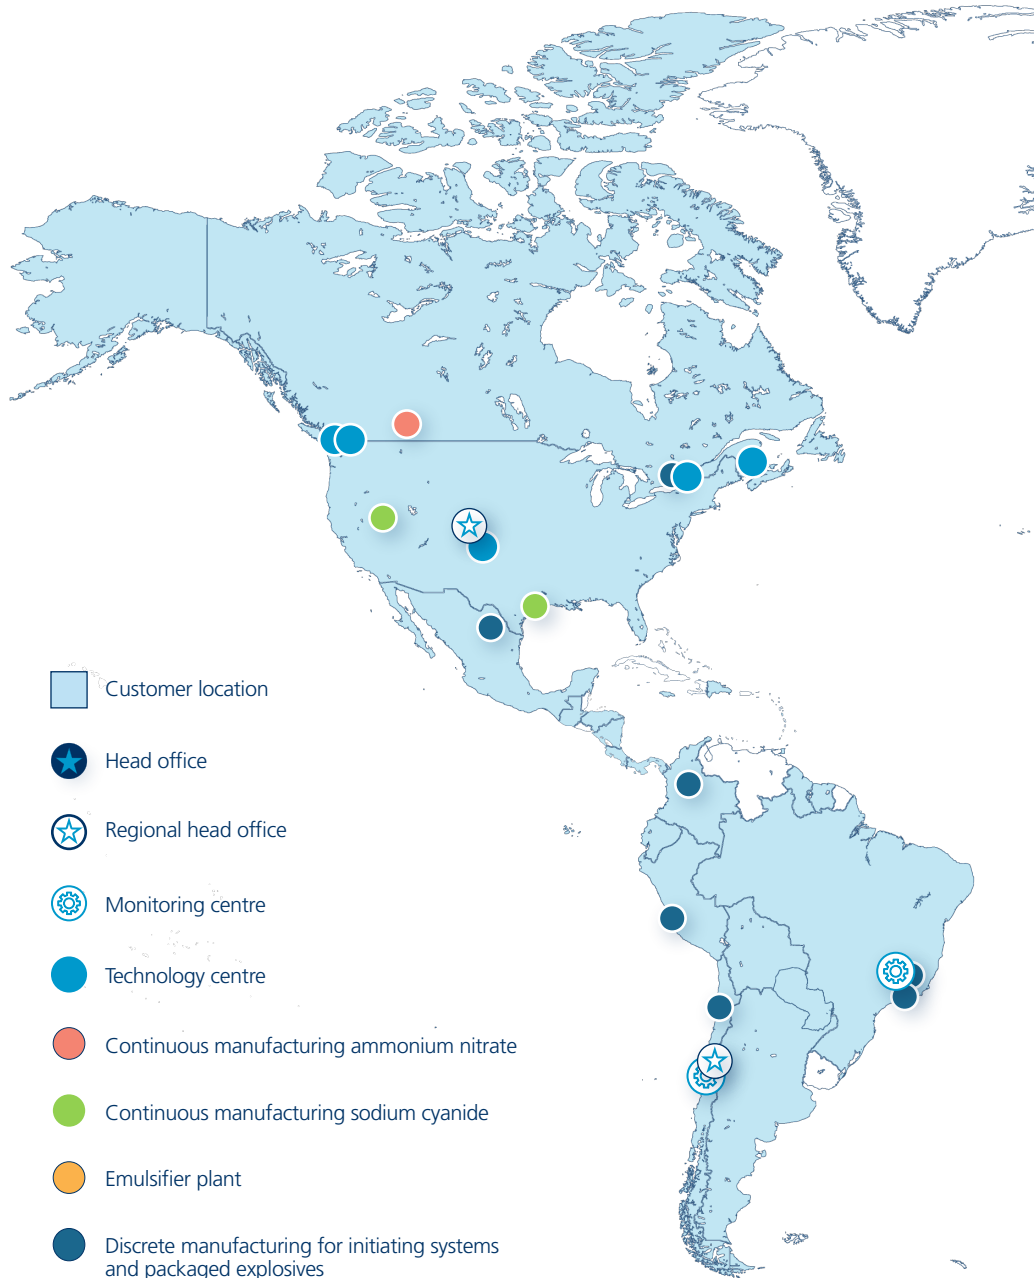 Customer location
Head office
Regional head office
Monitoring centre
Technology centre
Continuous manufacturing ammonium nitrate
Continuous manufacturing sodium cyanide
Emulsifier plant
Discrete manufacturing for initiating systems
and packaged explosives